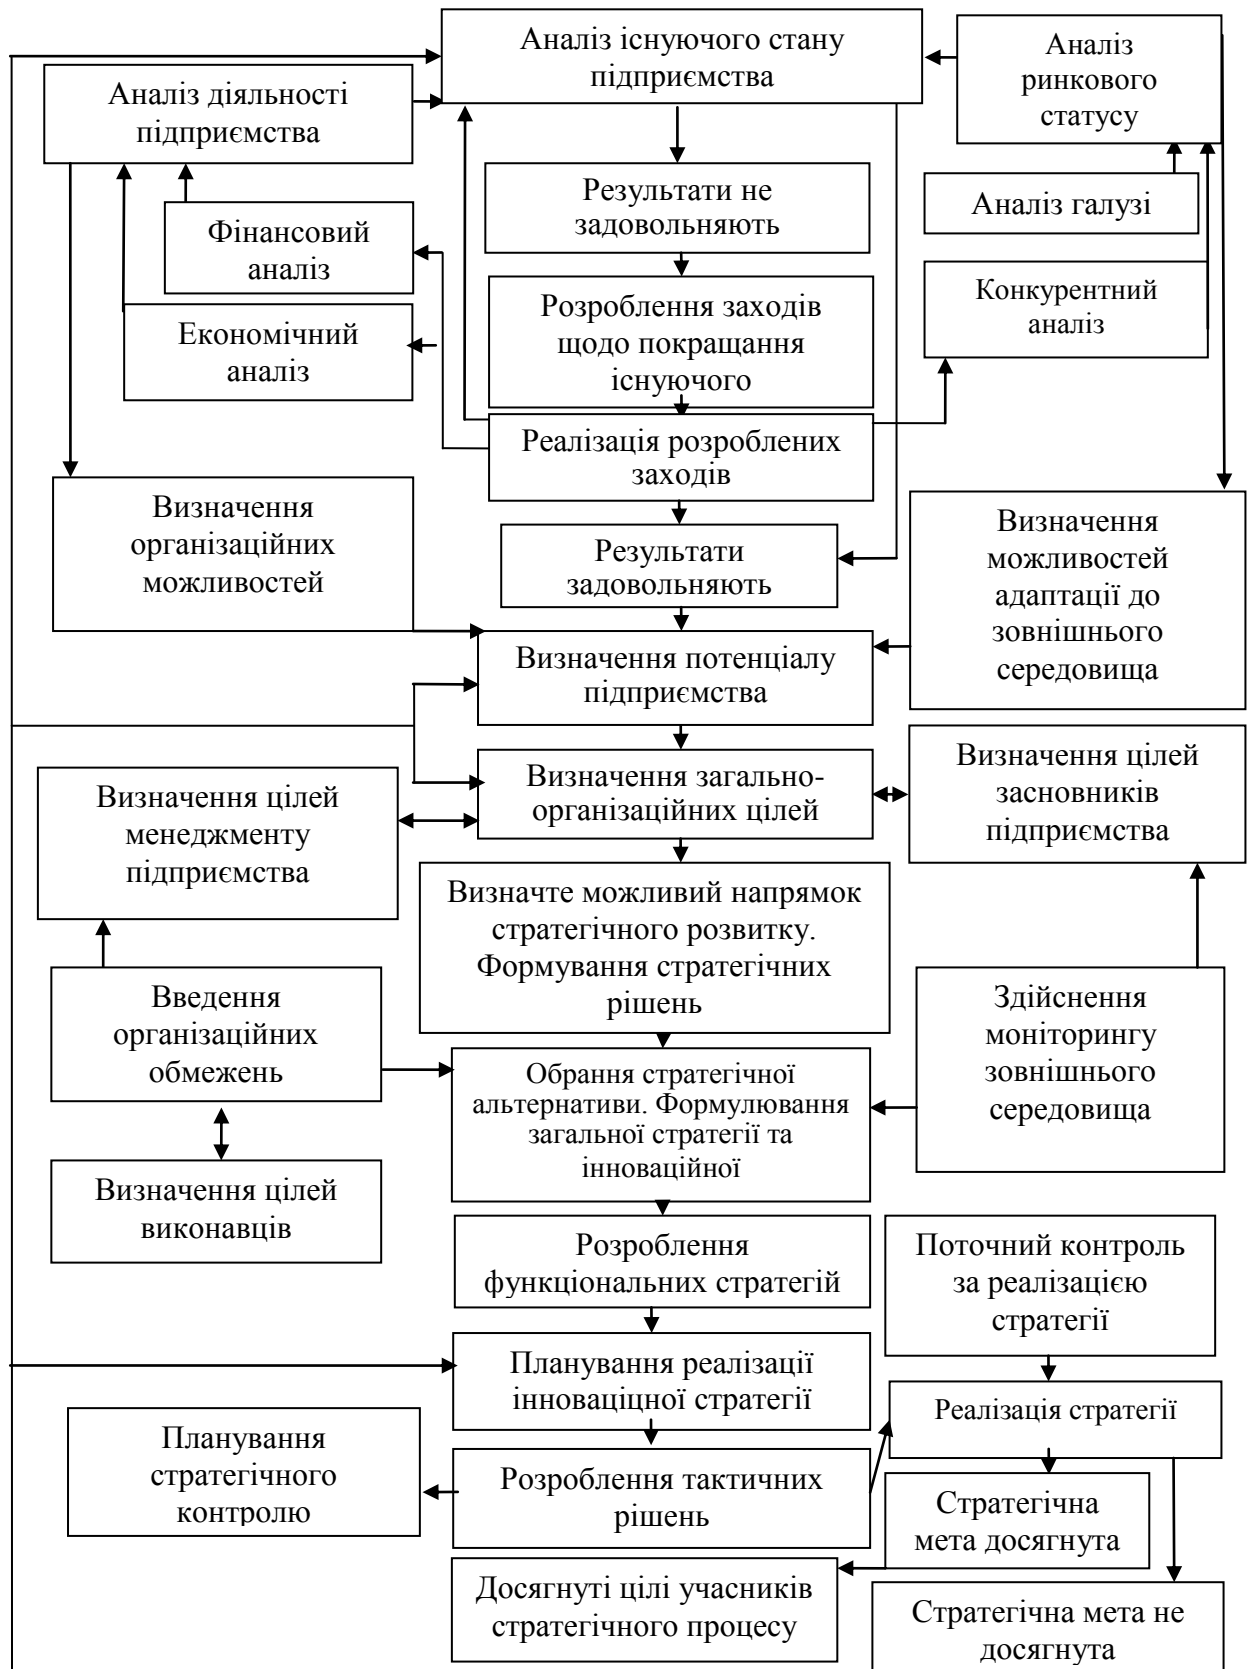 Аналіз існуючого стану
підприємства
Аналіз
ринкового
статусу
Аналіз діяльності
підприємства
Результати не
задовольняють
Аналіз галузі
Фінансовий
аналіз
Розроблення заходів
щодо покращання
існуючого
Конкурентний
аналіз
Економічний
аналіз
Реалізація розроблених
заходів
Визначення
організаційних
можливостей
Результати
задовольняють
Визначення
можливостей
адаптації до
зовнішнього
середовища
Визначення потенціалу
підприємства
Визначення загально-
організаційних цілей
Визначення цілей
засновників
підприємства
Визначення цілей
менеджменту
підприємства
Визначте можливий напрямок
стратегічного розвитку.
Формування стратегічних
рішень
Введення
організаційних
обмежень
Здійснення
моніторингу
зовнішнього
середовища
Обрання стратегічної
альтернативи. Формулювання
загальної стратегії та
інноваційної
Визначення цілей
виконавців
Розроблення
функціональних стратегій
Поточний контроль
за реалізацією
стратегії
Планування реалізації
інноваціцної стратегії
Реалізація стратегії
Планування
стратегічного
контролю
Розроблення тактичних
рішень
Стратегічна
мета досягнута
Досягнуті цілі учасників
стратегічного процесу
Стратегічна мета не
досягнута